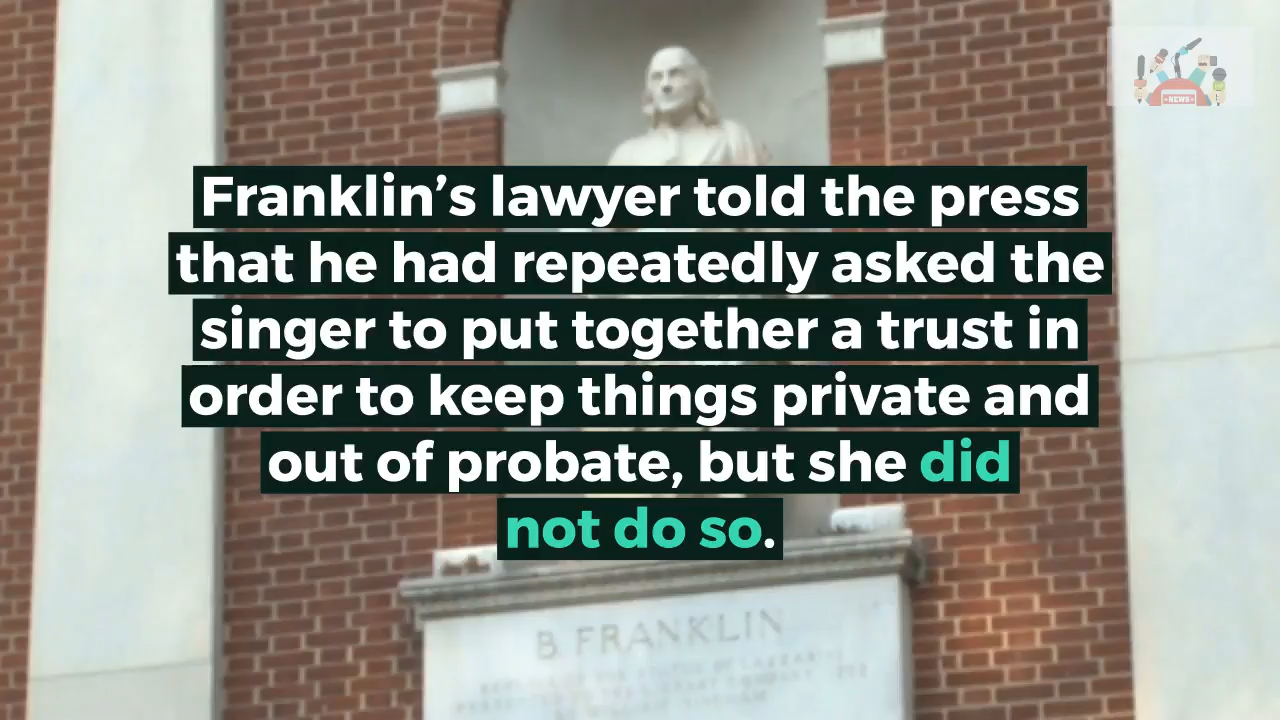 NEWS
Franklin’s lawyer told the press
that he had repeatedly asked the
singer to put together a trust in
order to keep things private and
out of probate, but she did
not do so.
B. FRANKLIN